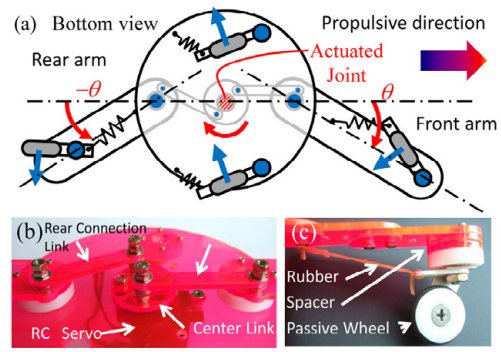 (a) Bottom view
Propulsive direction
Rear arm
Actuated
Joint
−θ
θ
Front arm
(b)
Rear Connection
Link
RC Servo
Center Link
(c)
Rubber
Spacer
Passive Wheel